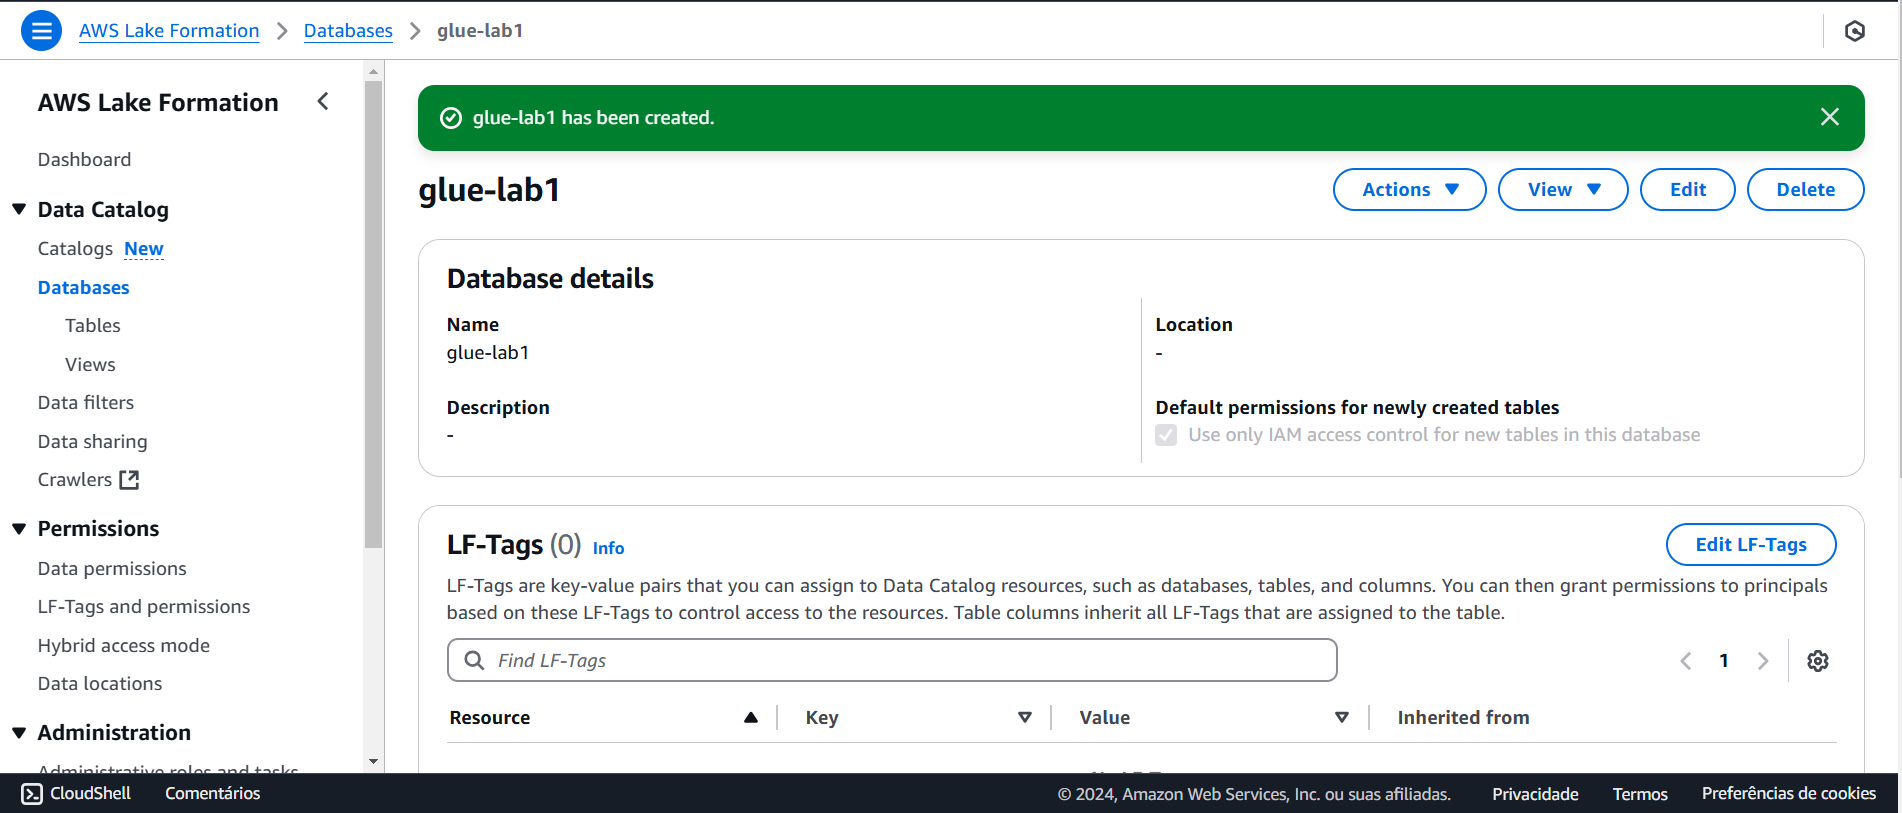 AWS Lake Formation > Databases > glue-lab1
AWS Lake Formation
Dashboard
Data Catalog
Catalogs New
Databases
Tables
Views
Data filters
Data sharing
Crawlers
Permissions
Data permissions
LF-Tags and permissions
Hybrid access mode
Data locations
Administration
Administrative roles and tasks
glue-lab1 has been created.
glue-lab1
Actions View Edit Delete
Database details
Name
glue-lab1
Description
-
Location
-
Default permissions for newly created tables
Use only IAM access control for new tables in this database
LF-Tags (0) Info
Edit LF-Tags
LF-Tags are key-value pairs that you can assign to Data Catalog resources, such as databases, tables, and columns. You can then grant permissions to principals
based on these LF-Tags to control access to the resources. Table columns inherit all LF-Tags that are assigned to the table.
Find LF-Tags
1
Resource Key Value Inherited from
CloudShell Comentários
© 2024, Amazon Web Services, Inc. ou suas afiliadas. Privacidade Termos Preferências de cookies